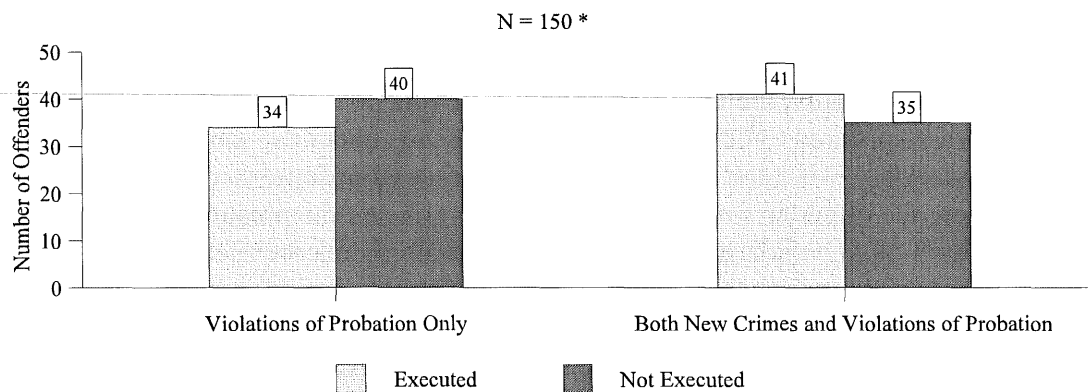 N = 150 *
50
40
30
20
10
0
Number of Offenders
34
40
41
35
Violations of Probation Only
Both New Crimes and Violations of Probation
Executed
Not Executed